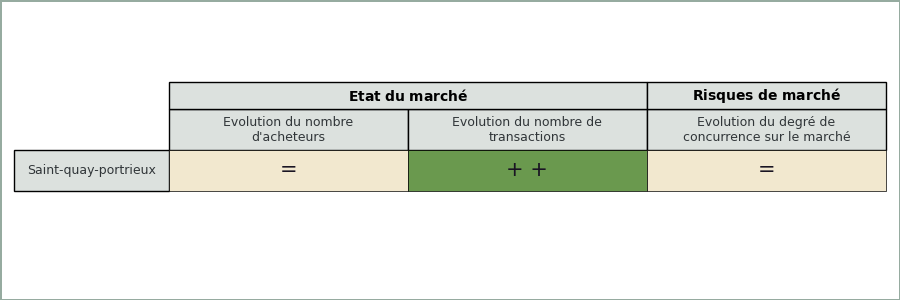 Etat du marché
Risques de marché
Evolution du nombre
d'acheteurs
Evolution du nombre de
transactions
Evolution du degré de
concurrence sur le marché
Saint-quay-portrieux
=
+ +
=